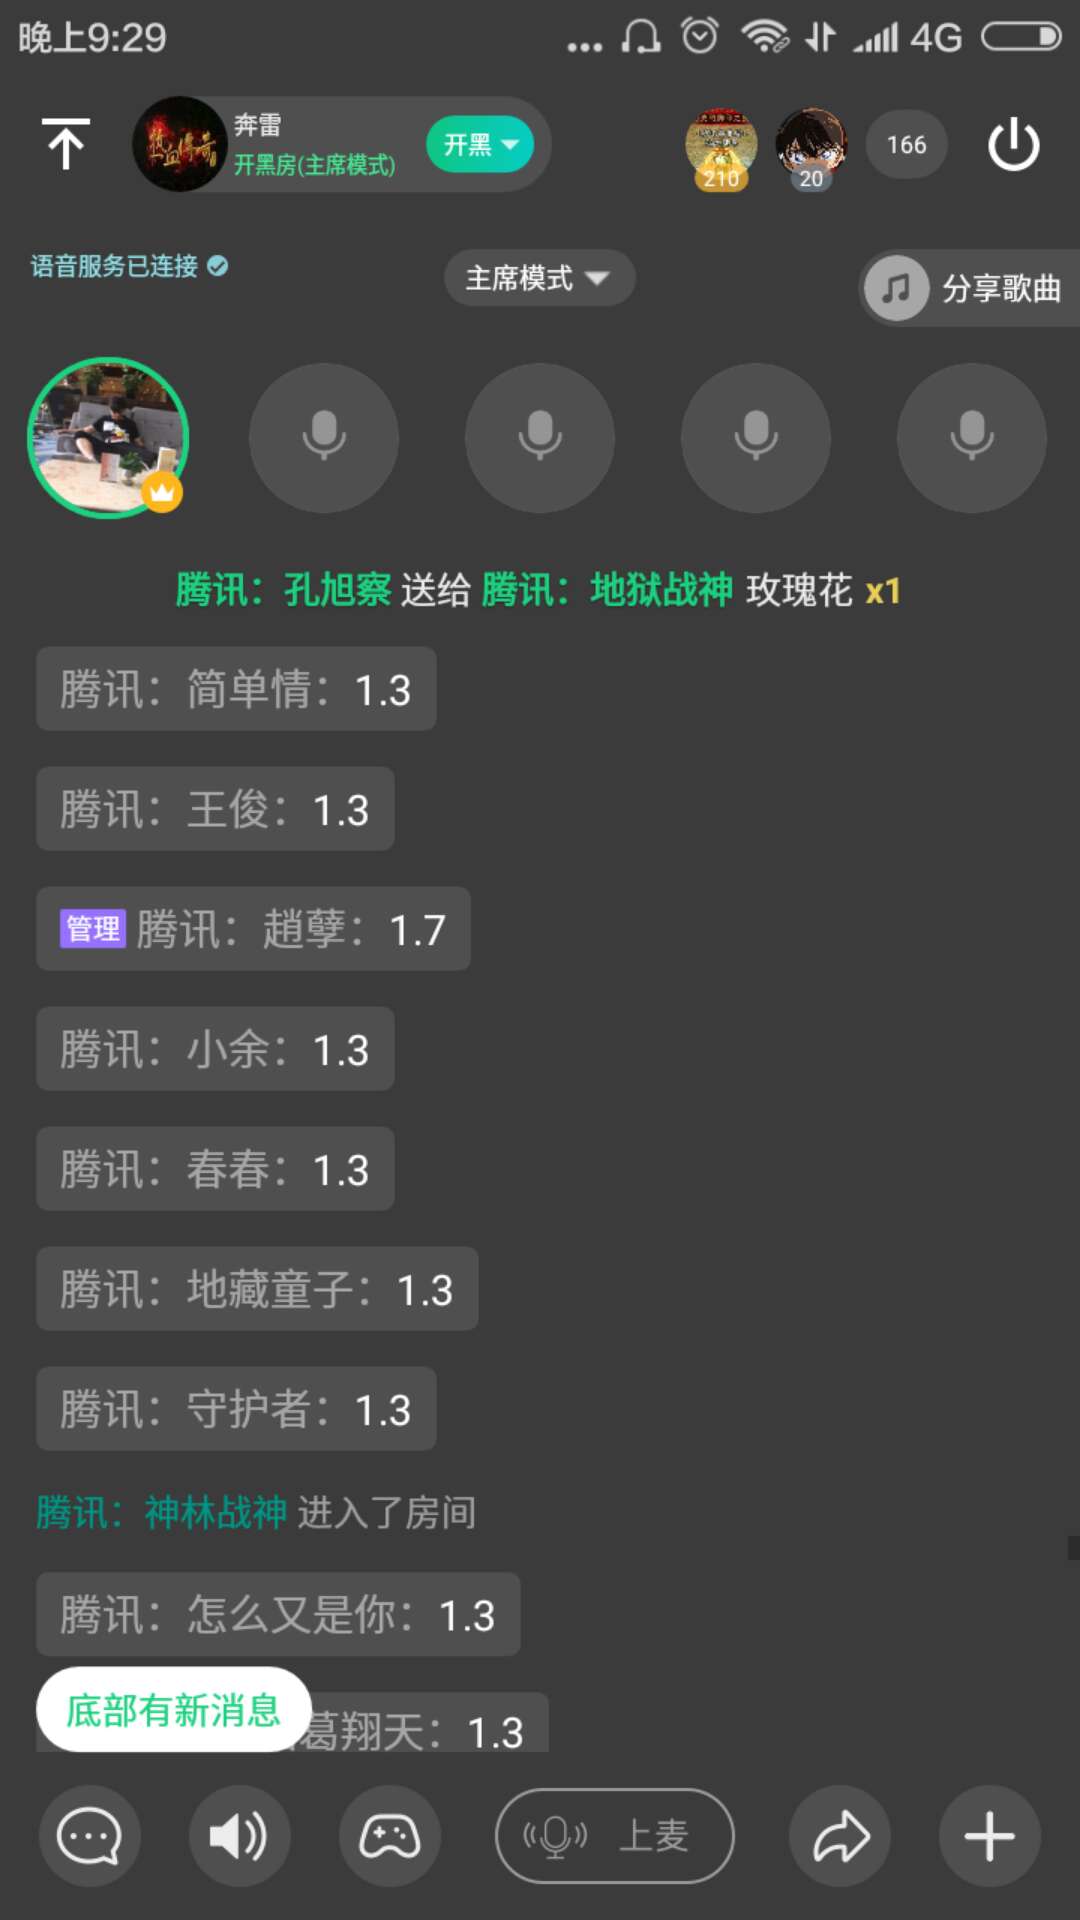 晚上9:29
4G
热血传奇
奔雷
开黑房(主席模式)
开黑
210
20
166
语音服务已连接
主席模式
分享歌曲
腾讯：孔旭察 送给 腾讯：地狱战神 玫瑰花 x1
腾讯：简单情：1.3
腾讯：王俊：1.3
管理 腾讯：趙孽：1.7
腾讯：小余：1.3
腾讯：春春：1.3
腾讯：地藏童子：1.3
腾讯：守护者：1.3
腾讯：神林战神 进入了房间
腾讯：怎么又是你：1.3
底部有新消息
葛翔天：1.3
上麦